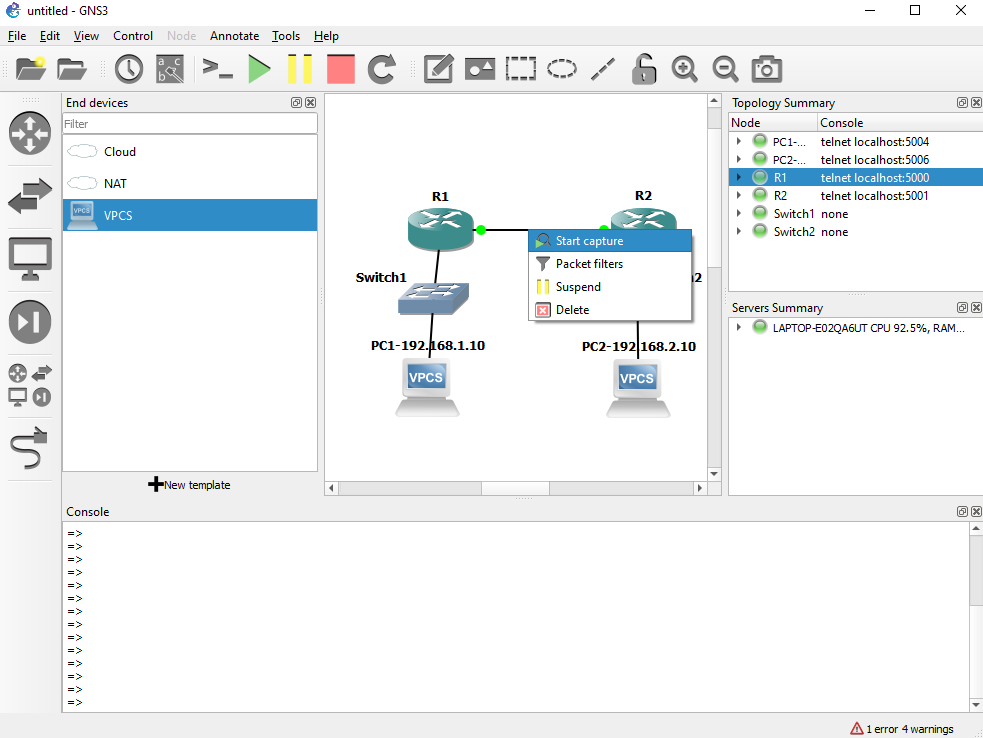 untitled - GNS3
File Edit View Control Node Annotate Tools Help
End devices
Filter
Cloud
NAT
VPCS
VPCS
New template
R1
R2
Start capture
Packet filters
Suspend
Delete
Switch1
2
PC1-192.168.1.10
PC2-192.168.2.10
VPCS
VPCS
Topology Summary
Node Console
PC1-... telnet localhost:5004
PC2-... telnet localhost:5006
R1 telnet localhost:5000
R2 telnet localhost:5001
Switch1 none
Switch2 none
Servers Summary
LAPTOP-E02QA6UT CPU 92.5%, RAM...
Console
=>
=>
=>
=>
=>
=>
=>
=>
=>
=>
=>
=>
=>
=>
1 error 4 warnings